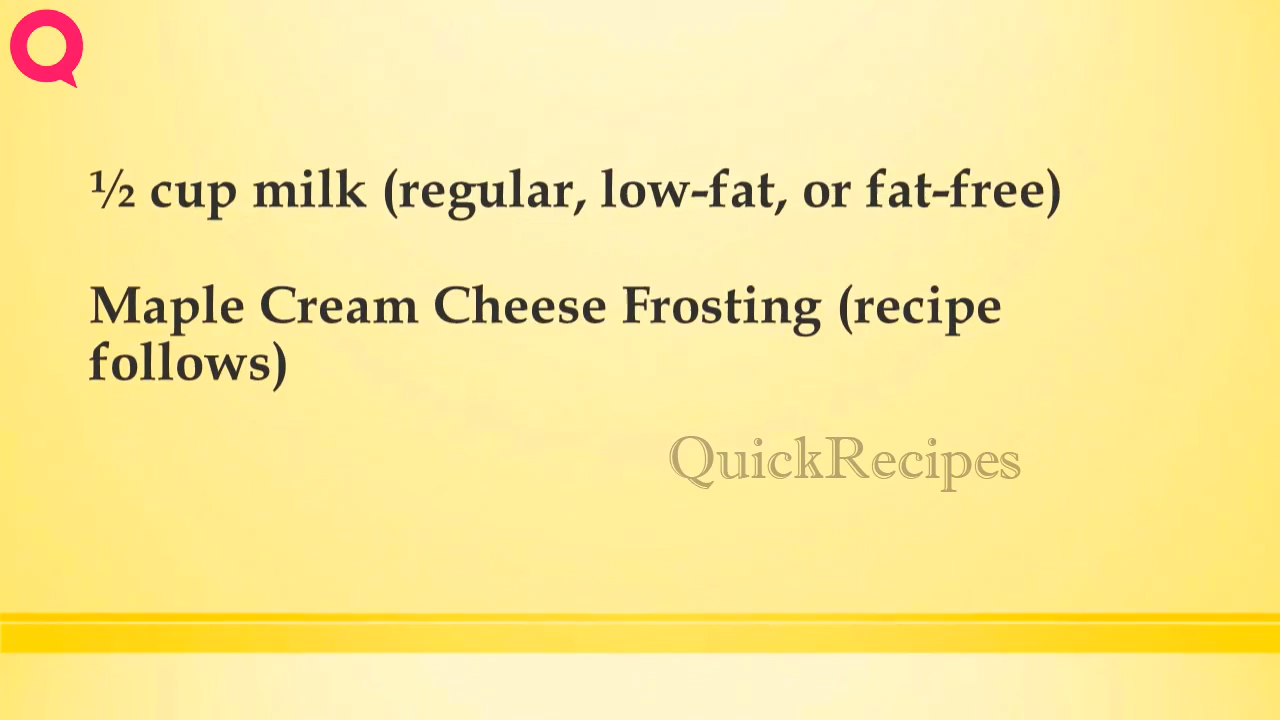 ½ cup milk (regular, low-fat, or fat-free)
Maple Cream Cheese Frosting (recipe
follows)
QuickRecipes